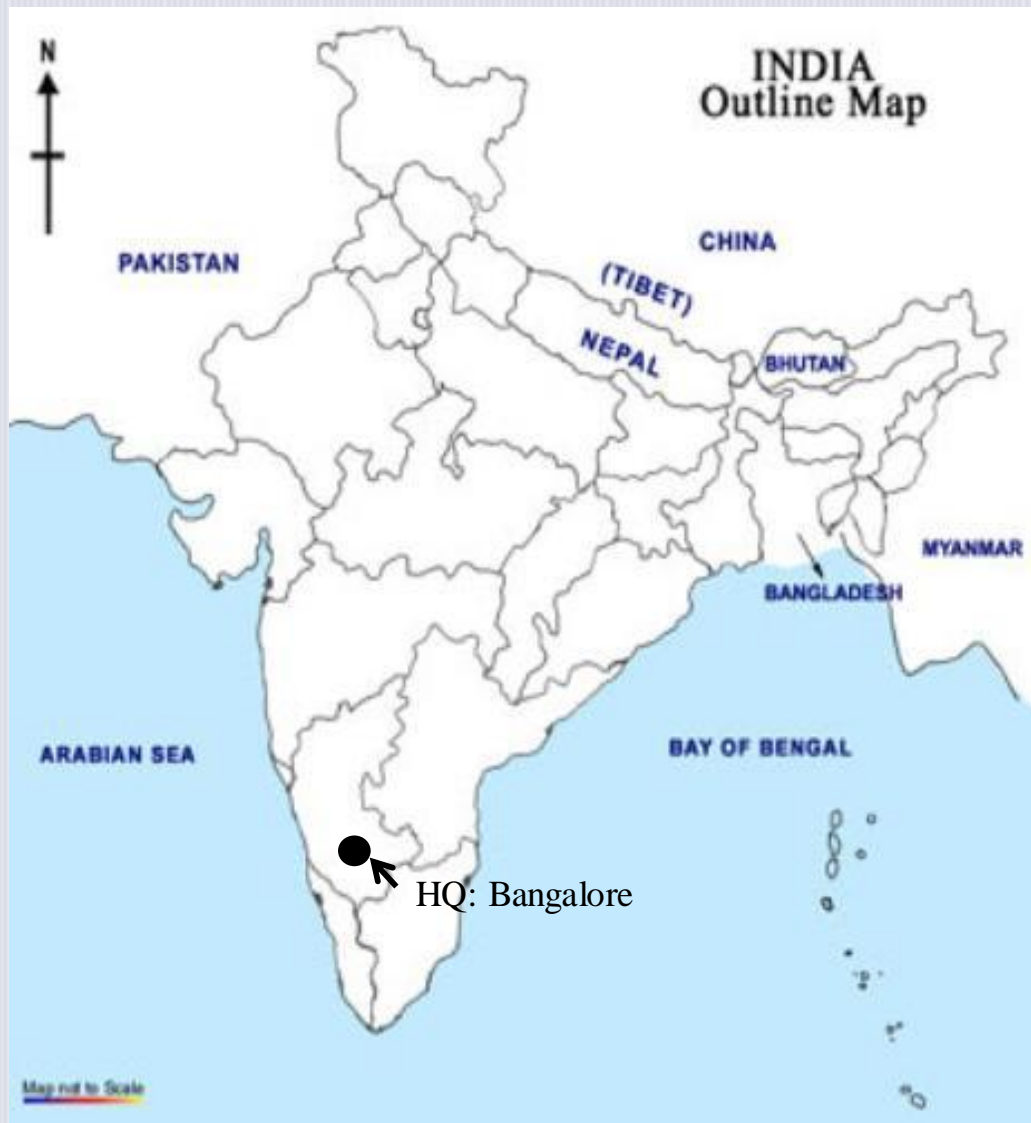 N
INDIA
Outline Map
CHINA
PAKISTAN
(TIBET)
NEPAL
BHUTAN
MYANMAR
BANGLADESH
ARABIAN SEA
BAY OF BENGAL
HQ: Bangalore
Map not to Scale